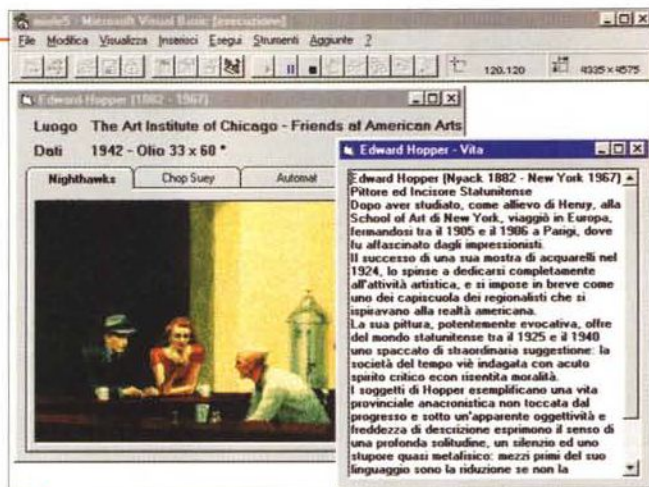 miele5 - Microsoft Visual Basic [esecuzione]
File Modifica Visualizza Inserisci Esegui Strumenti Aggiunte ?
120.120 4335 x 4575
Edward Hopper (1882 - 1967)
Luogo The Art Institute of Chicago - Friends of American Arts
Dati 1942 - Olio 33 x 60 "
Nighthawks Chop Suey Automat
Edward Hopper - Vita
Edward Hopper (Nyack 1882 - New York 1967)
Pittore ed Incisore Statunitense
Dopo aver studiato, come allievo di Henry, alla
School of Art di New York, viaggiò in Europa,
fermandosi tra il 1905 e il 1906 a Parigi, dove
fu affascinato dagli impressionisti.
Il successo di una sua mostra di acquarelli nel
1924, lo spinse a dedicarsi completamente
all'attività artistica, e si impose in breve come
uno dei capiscuola dei regionalisti che si
ispiravano alla realtà americana.
La sua pittura, potentemente evocativa, offre
del mondo statunitense tra il 1925 e il 1940
uno spaccato di straordinaria suggestione: la
società del tempo viè indagata con acuto
spirito critico econ risentita moralità.
I soggetti di Hopper esemplificano una vita
provinciale anacronistica non toccata dal
progresso e sotto un'apparente oggettività e
freddezza di descrizione esprimono il senso di
una profonda solitudine, un silenzio ed uno
stupore quasi metafisico: mezzi primi del suo
linguaggio sono la riduzione se non la